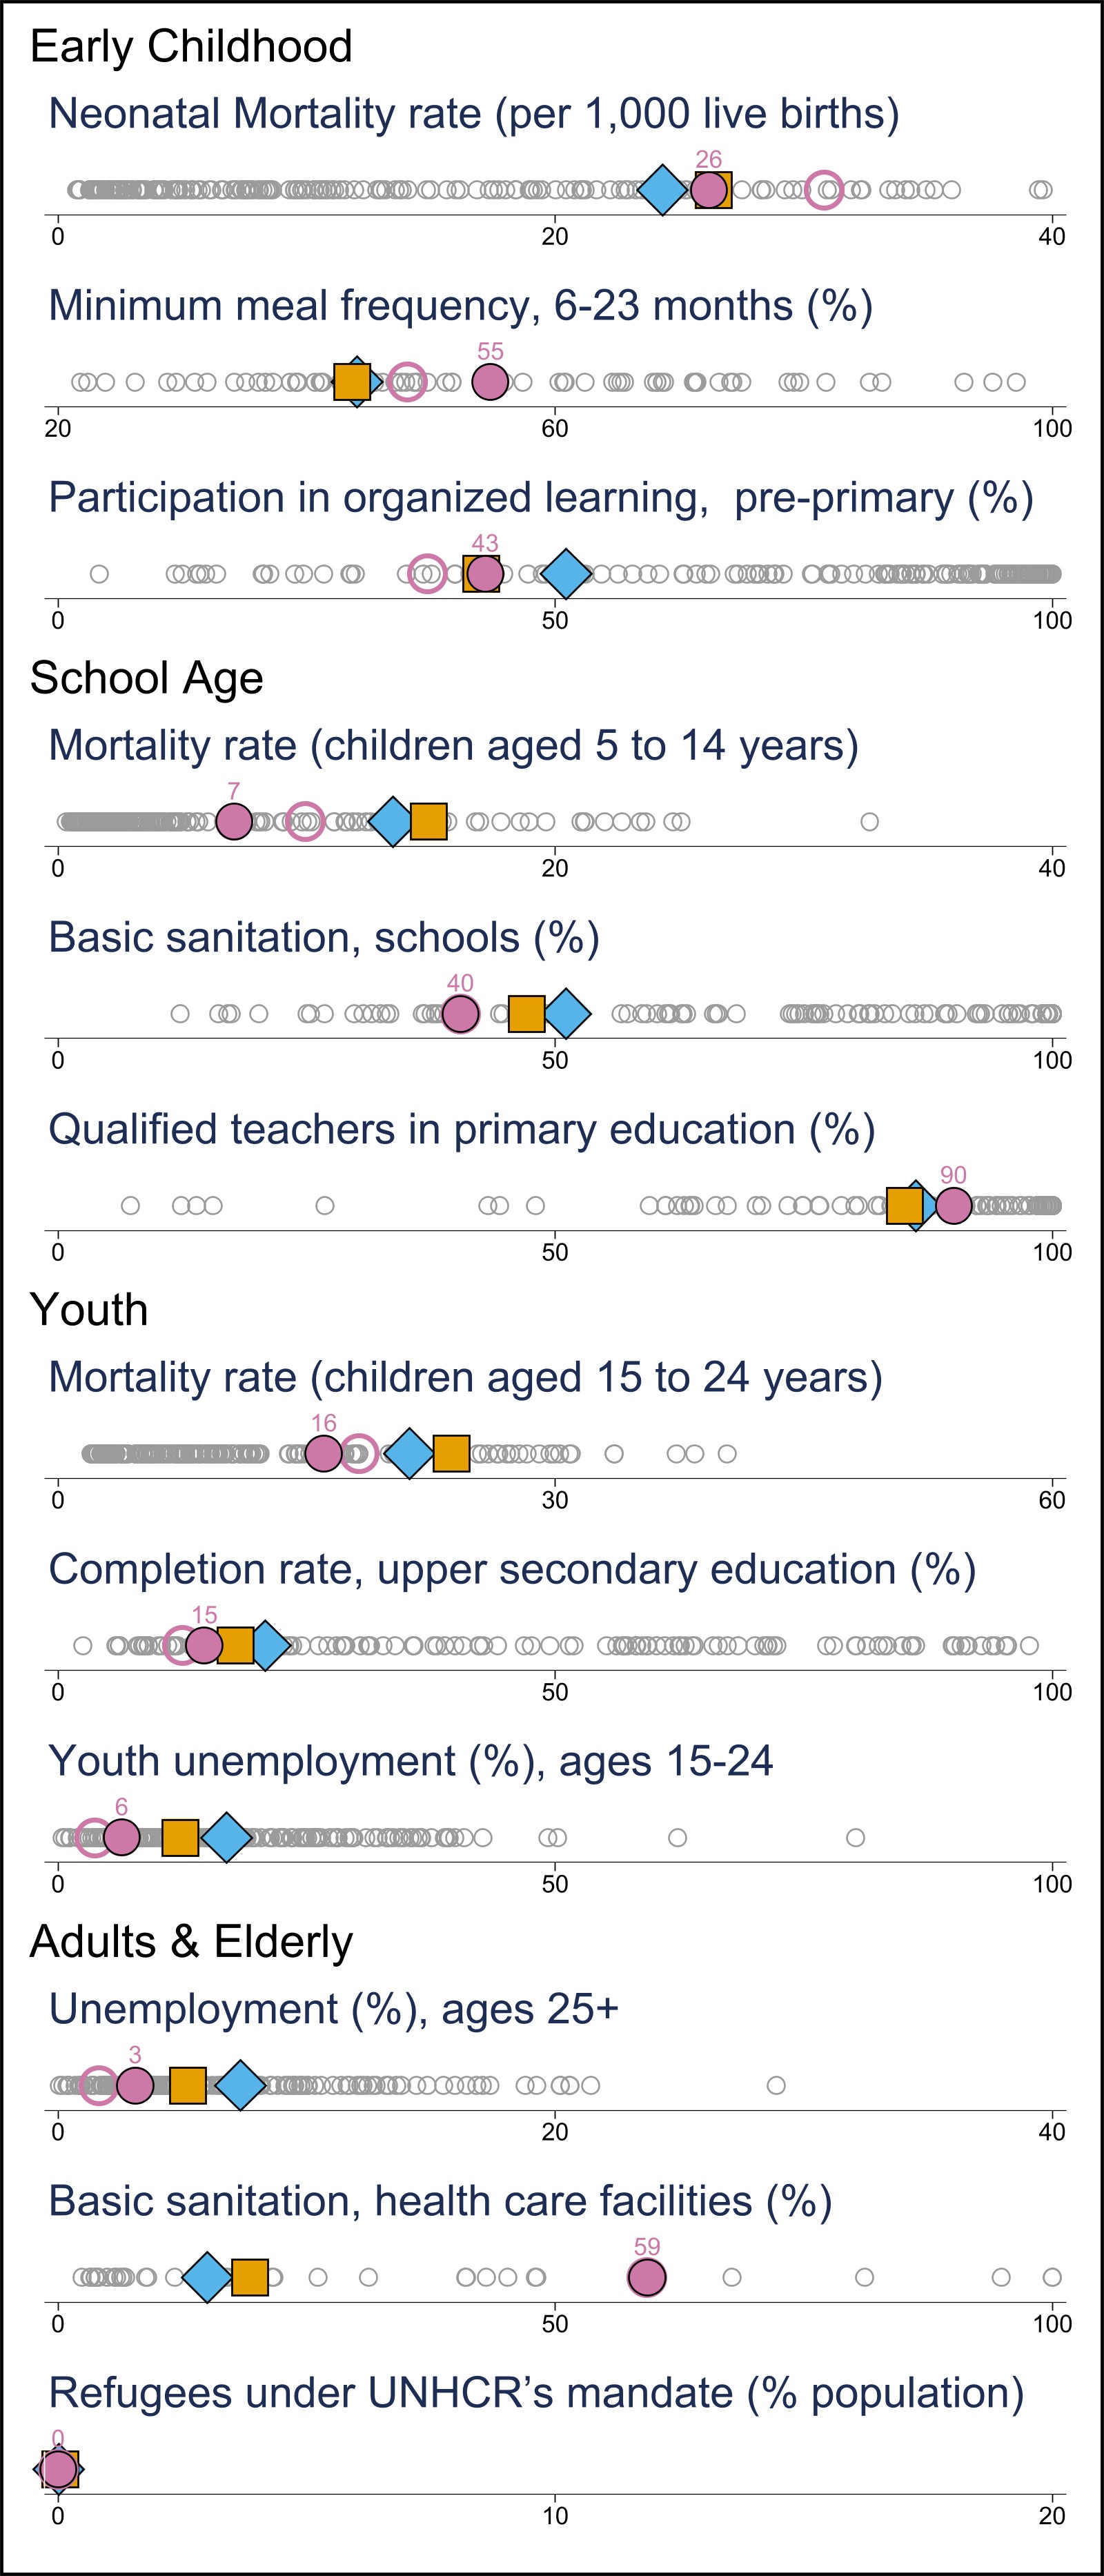 Early Childhood
Neonatal Mortality rate (per 1,000 live births)
26
0 20 40
Minimum meal frequency, 6-23 months (%)
55
20 60 100
Participation in organized learning,  pre-primary (%)
43
0 50 100
School Age
Mortality rate (children aged 5 to 14 years)
7
0 20 40
Basic sanitation, schools (%)
40
0 50 100
Qualified teachers in primary education (%)
90
0 50 100
Youth
Mortality rate (children aged 15 to 24 years)
16
0 30 60
Completion rate, upper secondary education (%)
15
0 50 100
Youth unemployment (%), ages 15-24
6
0 50 100
Adults & Elderly
Unemployment (%), ages 25+
3
0 20 40
Basic sanitation, health care facilities (%)
59
0 50 100
Refugees under UNHCR’s mandate (% population)
0
0 10 20